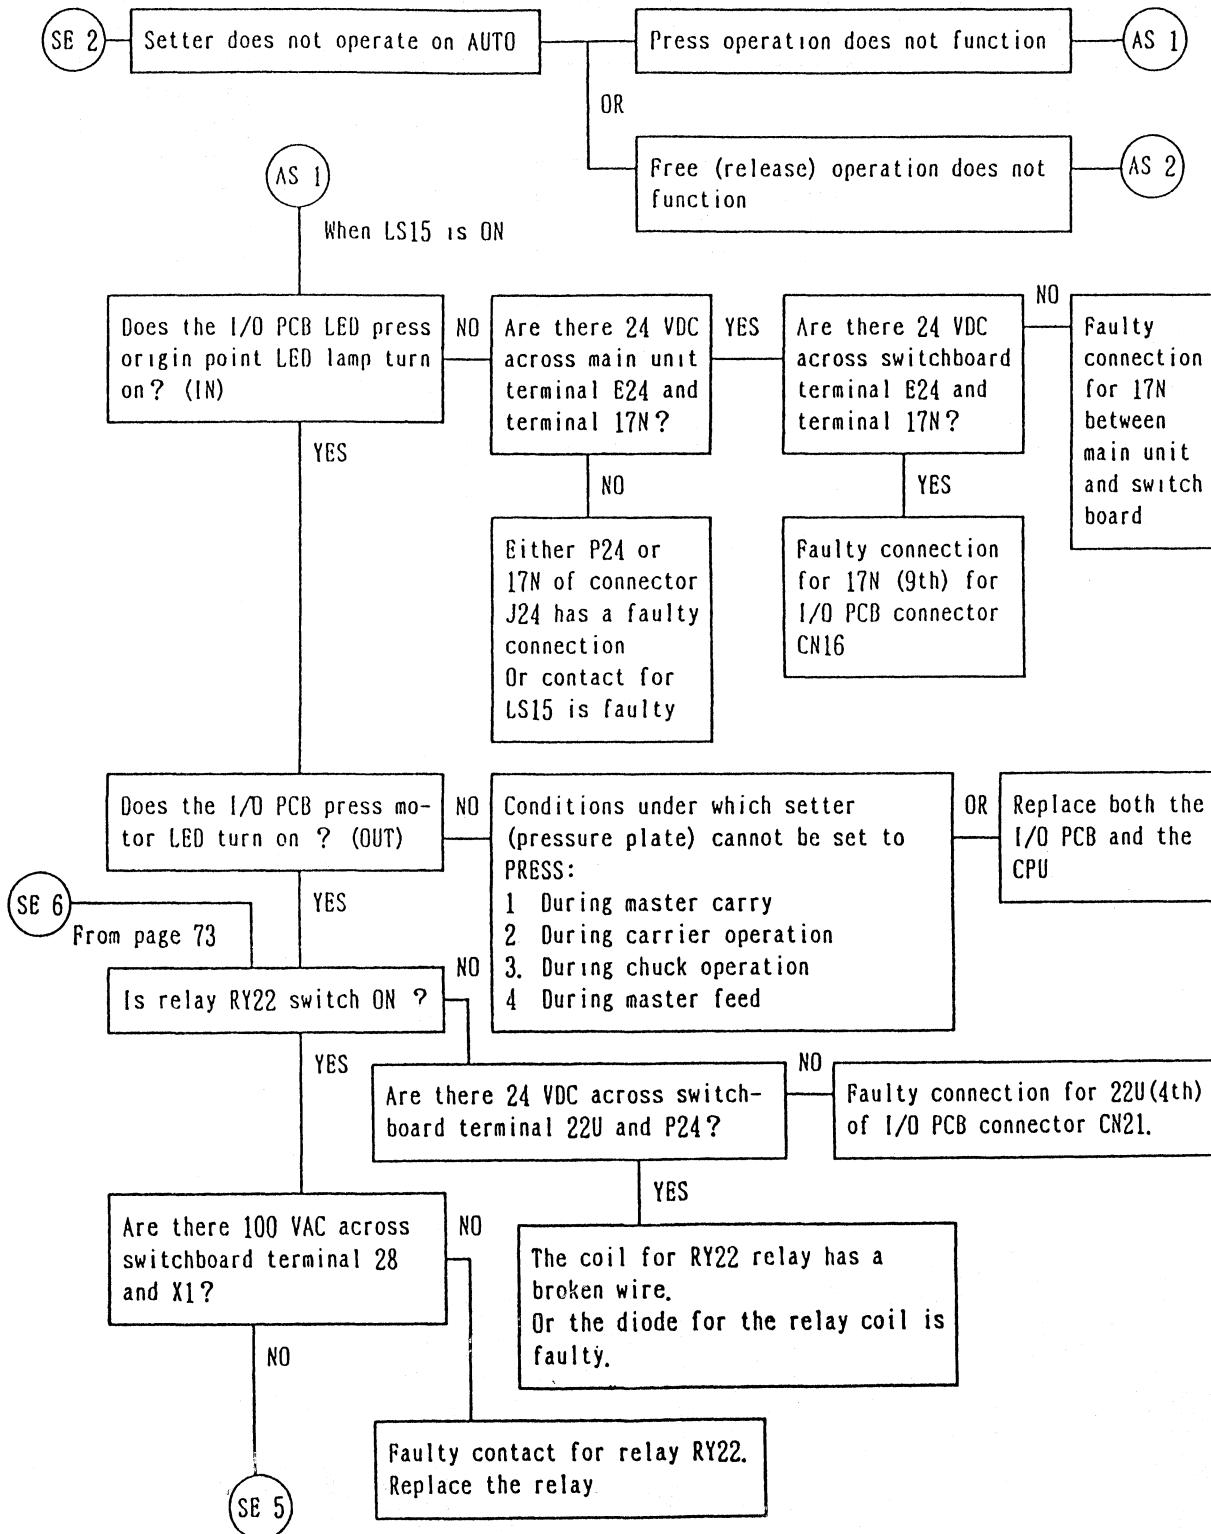 SE 2
Setter does not operate on AUTO
Press operation does not function
AS 1
OR
Free (release) operation does not
function
AS 2
AS 1
When LS15 is ON
Does the I/O PCB LED press
origin point LED lamp turn
on? (IN)
NO
Are there 24 VDC
across main unit
terminal E24 and
terminal 17N?
YES
Are there 24 VDC
across switchboard
terminal E24 and
terminal 17N?
NO
Faulty
connection
for 17N
between
main unit
and switch
board
YES
NO
Either P24 or
17N of connector
J24 has a faulty
connection
Or contact for
LS15 is faulty
YES
Faulty connection
for 17N (9th) for
I/O PCB connector
CN16
Does the I/O PCB press mo-
tor LED turn on ? (OUT)
NO
Conditions under which setter
(pressure plate) cannot be set to
PRESS:
1 During master carry
2 During carrier operation
3. During chuck operation
4 During master feed
OR
Replace both the
I/O PCB and the
CPU
YES
SE 6
From page 73
Is relay RY22 switch ON ?
NO
Are there 24 VDC across switch-
board terminal 22U and P24?
NO
Faulty connection for 22U(4th)
of I/O PCB connector CN21.
YES
The coil for RY22 relay has a
broken wire.
Or the diode for the relay coil is
faulty.
YES
Are there 100 VAC across
switchboard terminal 28
and X1?
NO
Faulty contact for relay RY22.
Replace the relay
NO
SE 5